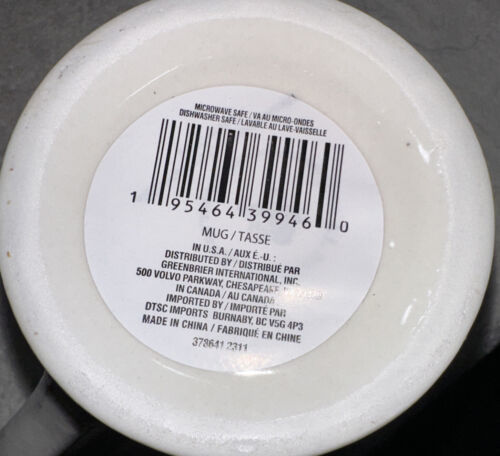 MICROWAVE SAFE / VA AU MICRO-ONDES
DISHWASHER SAFE / LAVABLE AU LAVE-VAISSELLE
1 95464 39946 0
MUG / TASSE
IN U.S.A. / AUX É.-U. :
DISTRIBUTED BY / DISTRIBUÉ PAR
GREENBRIER INTERNATIONAL, INC.
500 VOLVO PARKWAY, CHESAPEAKE,
IN CANADA / AU CANADA
IMPORTED BY / IMPORTÉ PAR
DTSC IMPORTS BURNABY, BC V5G 4P3
MADE IN CHINA / FABRIQUÉ EN CHINE
378641 2311